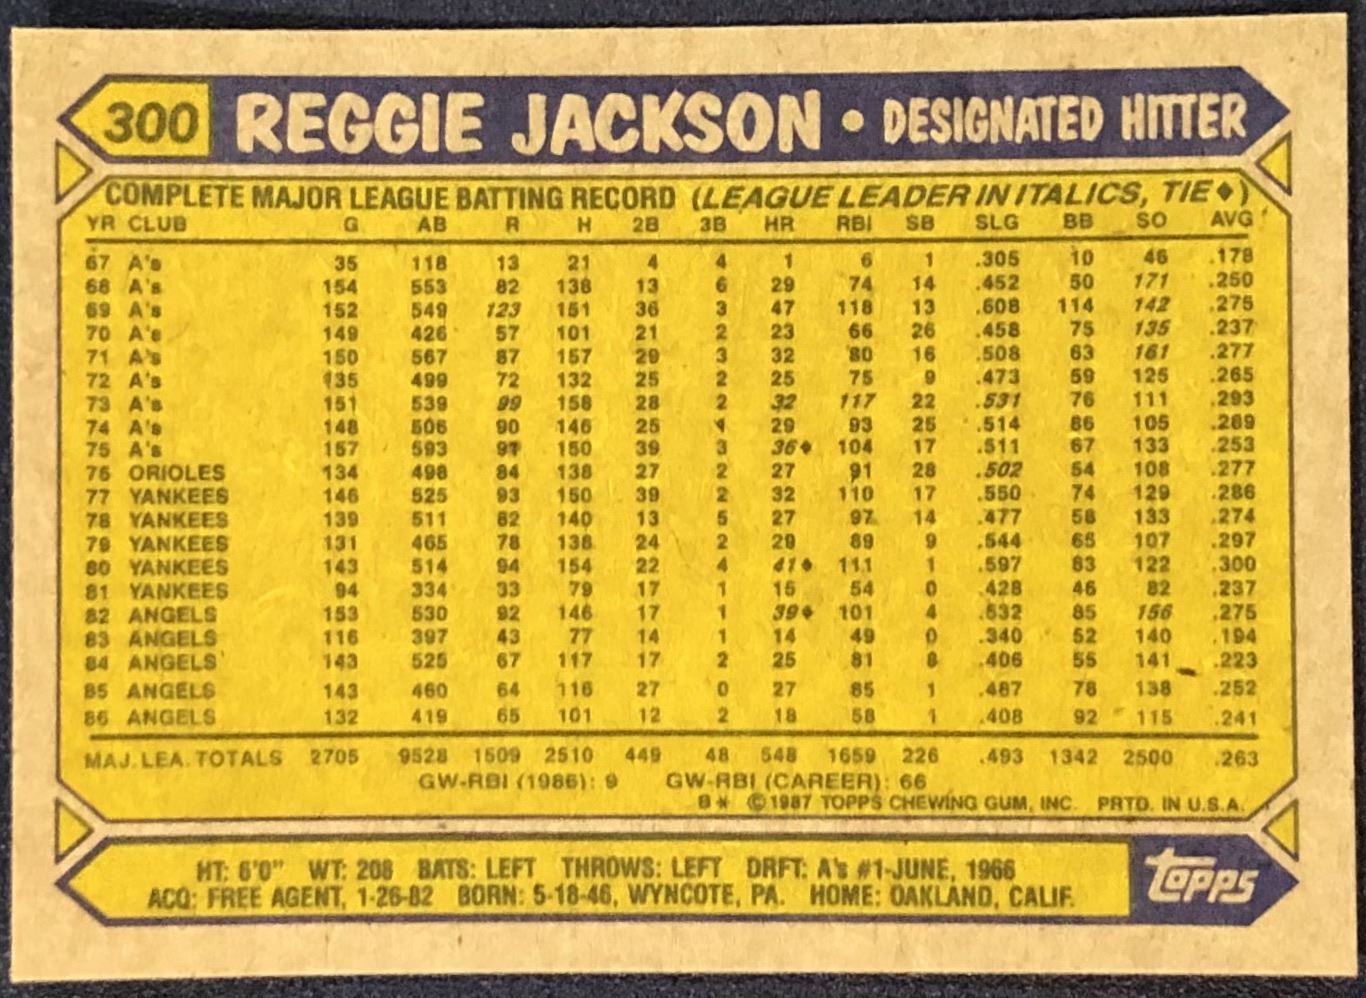 300 REGGIE JACKSON • DESIGNATED HITTER
COMPLETE MAJOR LEAGUE BATTING RECORD (LEAGUE LEADER IN ITALICS, TIE♦)
YR CLUB G AB R H 2B 3B HR RBI SB SLG BB SO AVG
67 A's 35 118 13 21 4 4 1 6 1 .305 10 46 .178
68 A's 154 553 82 138 13 6 29 74 14 .452 50 171 .250
69 A's 152 549 123 151 36 3 47 118 13 .608 114 142 .275
70 A's 149 426 57 101 21 2 23 66 26 .458 75 135 .237
71 A's 150 567 87 157 29 3 32 80 16 .508 63 161 .277
72 A's 135 499 72 132 25 2 25 75 9 .473 59 125 .265
73 A's 151 539 99 158 28 2 32 117 22 .531 76 111 .293
74 A's 148 506 90 146 25 4 29 93 25 .514 86 105 .289
75 A's 157 593 91 150 39 3 36♦ 104 17 .511 67 133 .253
76 ORIOLES 134 498 84 138 27 2 27 91 28 .502 54 108 .277
77 YANKEES 146 525 93 150 39 2 32 110 17 .550 74 129 .286
78 YANKEES 139 511 82 140 13 5 27 97 14 .477 58 133 .274
79 YANKEES 131 465 78 138 24 2 29 89 9 .544 65 107 .297
80 YANKEES 143 514 94 154 22 4 41♦ 111 1 .597 83 122 .300
81 YANKEES 94 334 33 79 17 1 15 54 0 .428 46 82 .237
82 ANGELS 153 530 92 146 17 1 39♦ 101 4 .532 85 156 .275
83 ANGELS 116 397 43 77 14 1 14 49 0 .340 52 140 .194
84 ANGELS 143 525 67 117 17 2 25 81 8 .406 55 141 .223
85 ANGELS 143 460 64 116 27 0 27 85 1 .487 78 138 .252
86 ANGELS 132 419 65 101 12 2 18 58 1 .408 92 115 .241
MAJ. LEA. TOTALS 2705 9528 1509 2510 449 48 548 1659 226 .493 1342 2500 .263
GW-RBI (1986): 9 GW-RBI (CAREER): 66
B* ©1987 TOPPS CHEWING GUM, INC. PRTD. IN U.S.A.
HT: 6'0" WT: 208 BATS: LEFT THROWS: LEFT DRFT: A's #1-JUNE, 1966
ACQ: FREE AGENT, 1-26-82 BORN: 5-18-46, WYNCOTE, PA. HOME: OAKLAND, CALIF.
topps